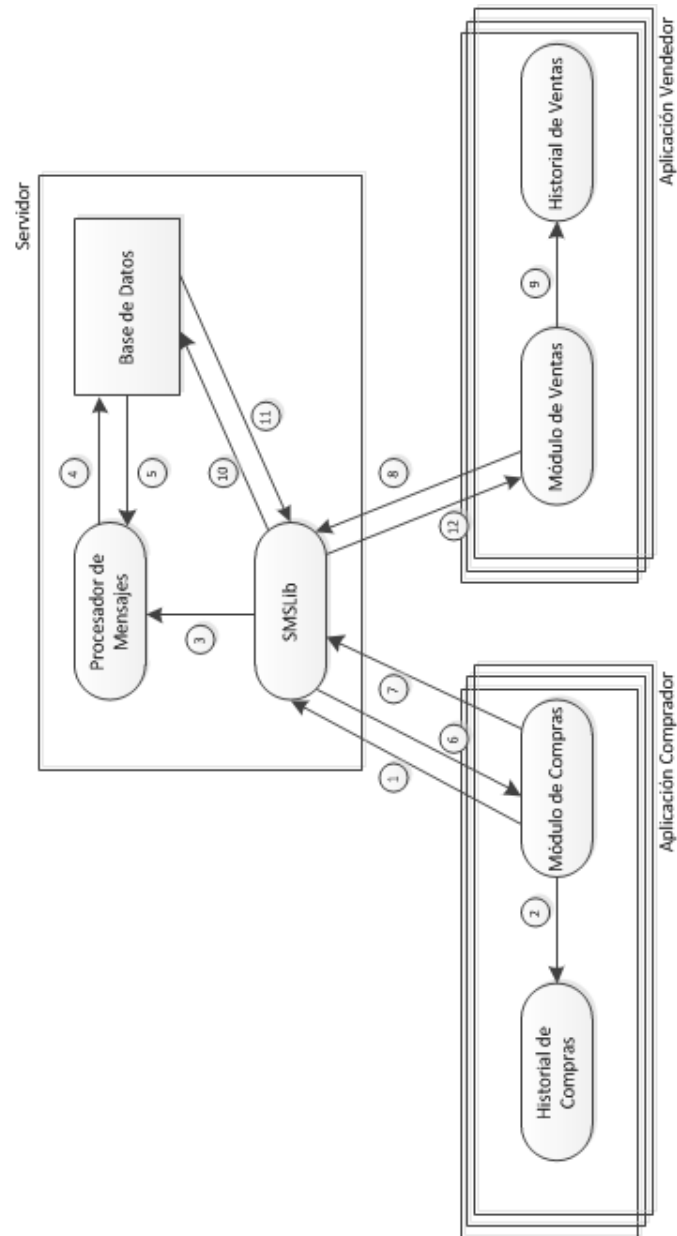 Servidor
Procesador de
Mensajes
4
5
Base de Datos
3
10
11
SMSLib
1
6
7
12
8
Historial de
Compras
2
Módulo de Compras
Aplicación Comprador
Módulo de Ventas
9
Historial de Ventas
Aplicación Vendedor